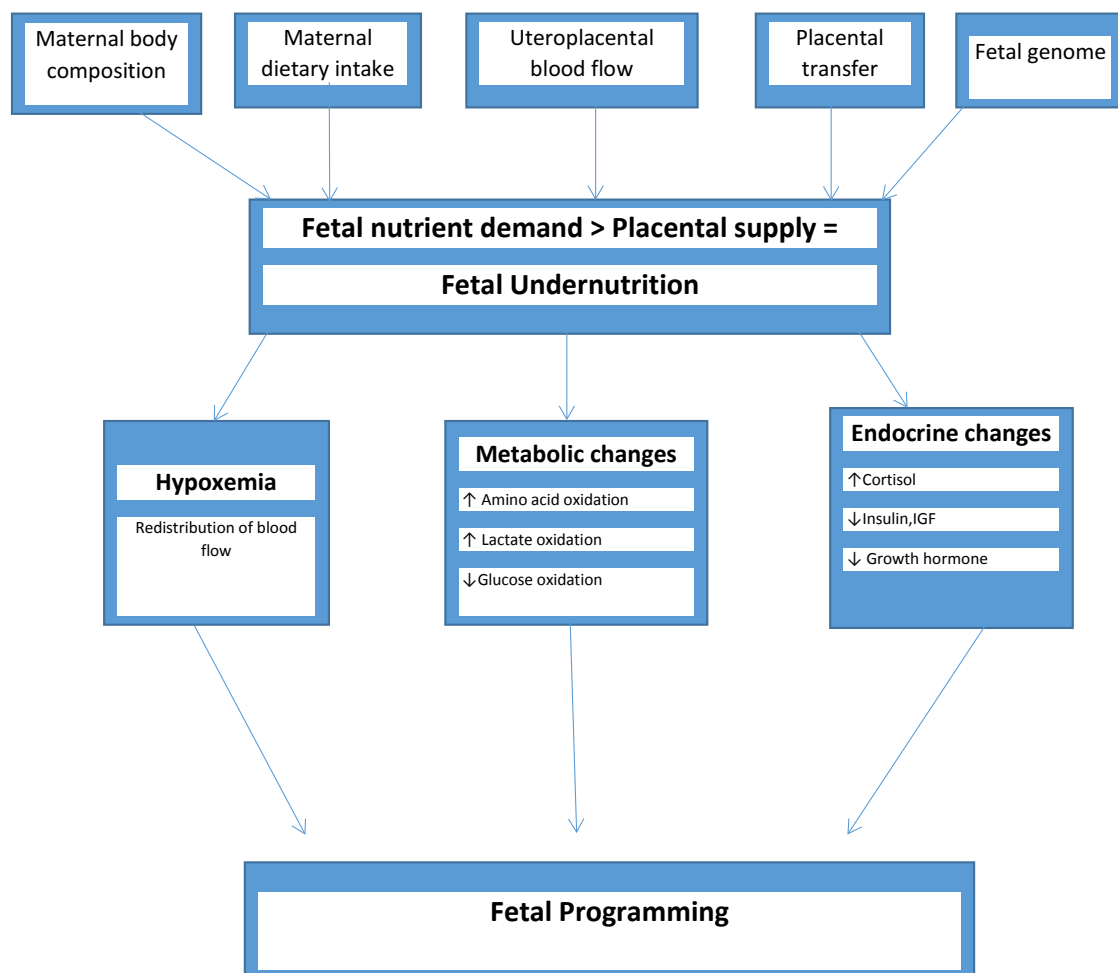 Maternal body
composition
Maternal
dietary intake
Uteroplacental
blood flow
Placental
transfer
Fetal genome
Fetal nutrient demand > Placental supply =
Fetal Undernutrition
Hypoxemia
Redistribution of blood
flow
Metabolic changes
↑ Amino acid oxidation
↑ Lactate oxidation
↓Glucose oxidation
Endocrine changes
↑Cortisol
↓Insulin,IGF
↓ Growth hormone
Fetal Programming